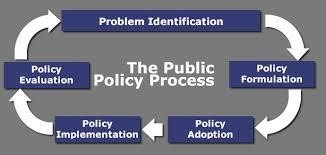 Problem Identification
The Public
Policy Process
Policy
Formulation
Policy
Adoption
Policy
Implementation
Policy
Evaluation